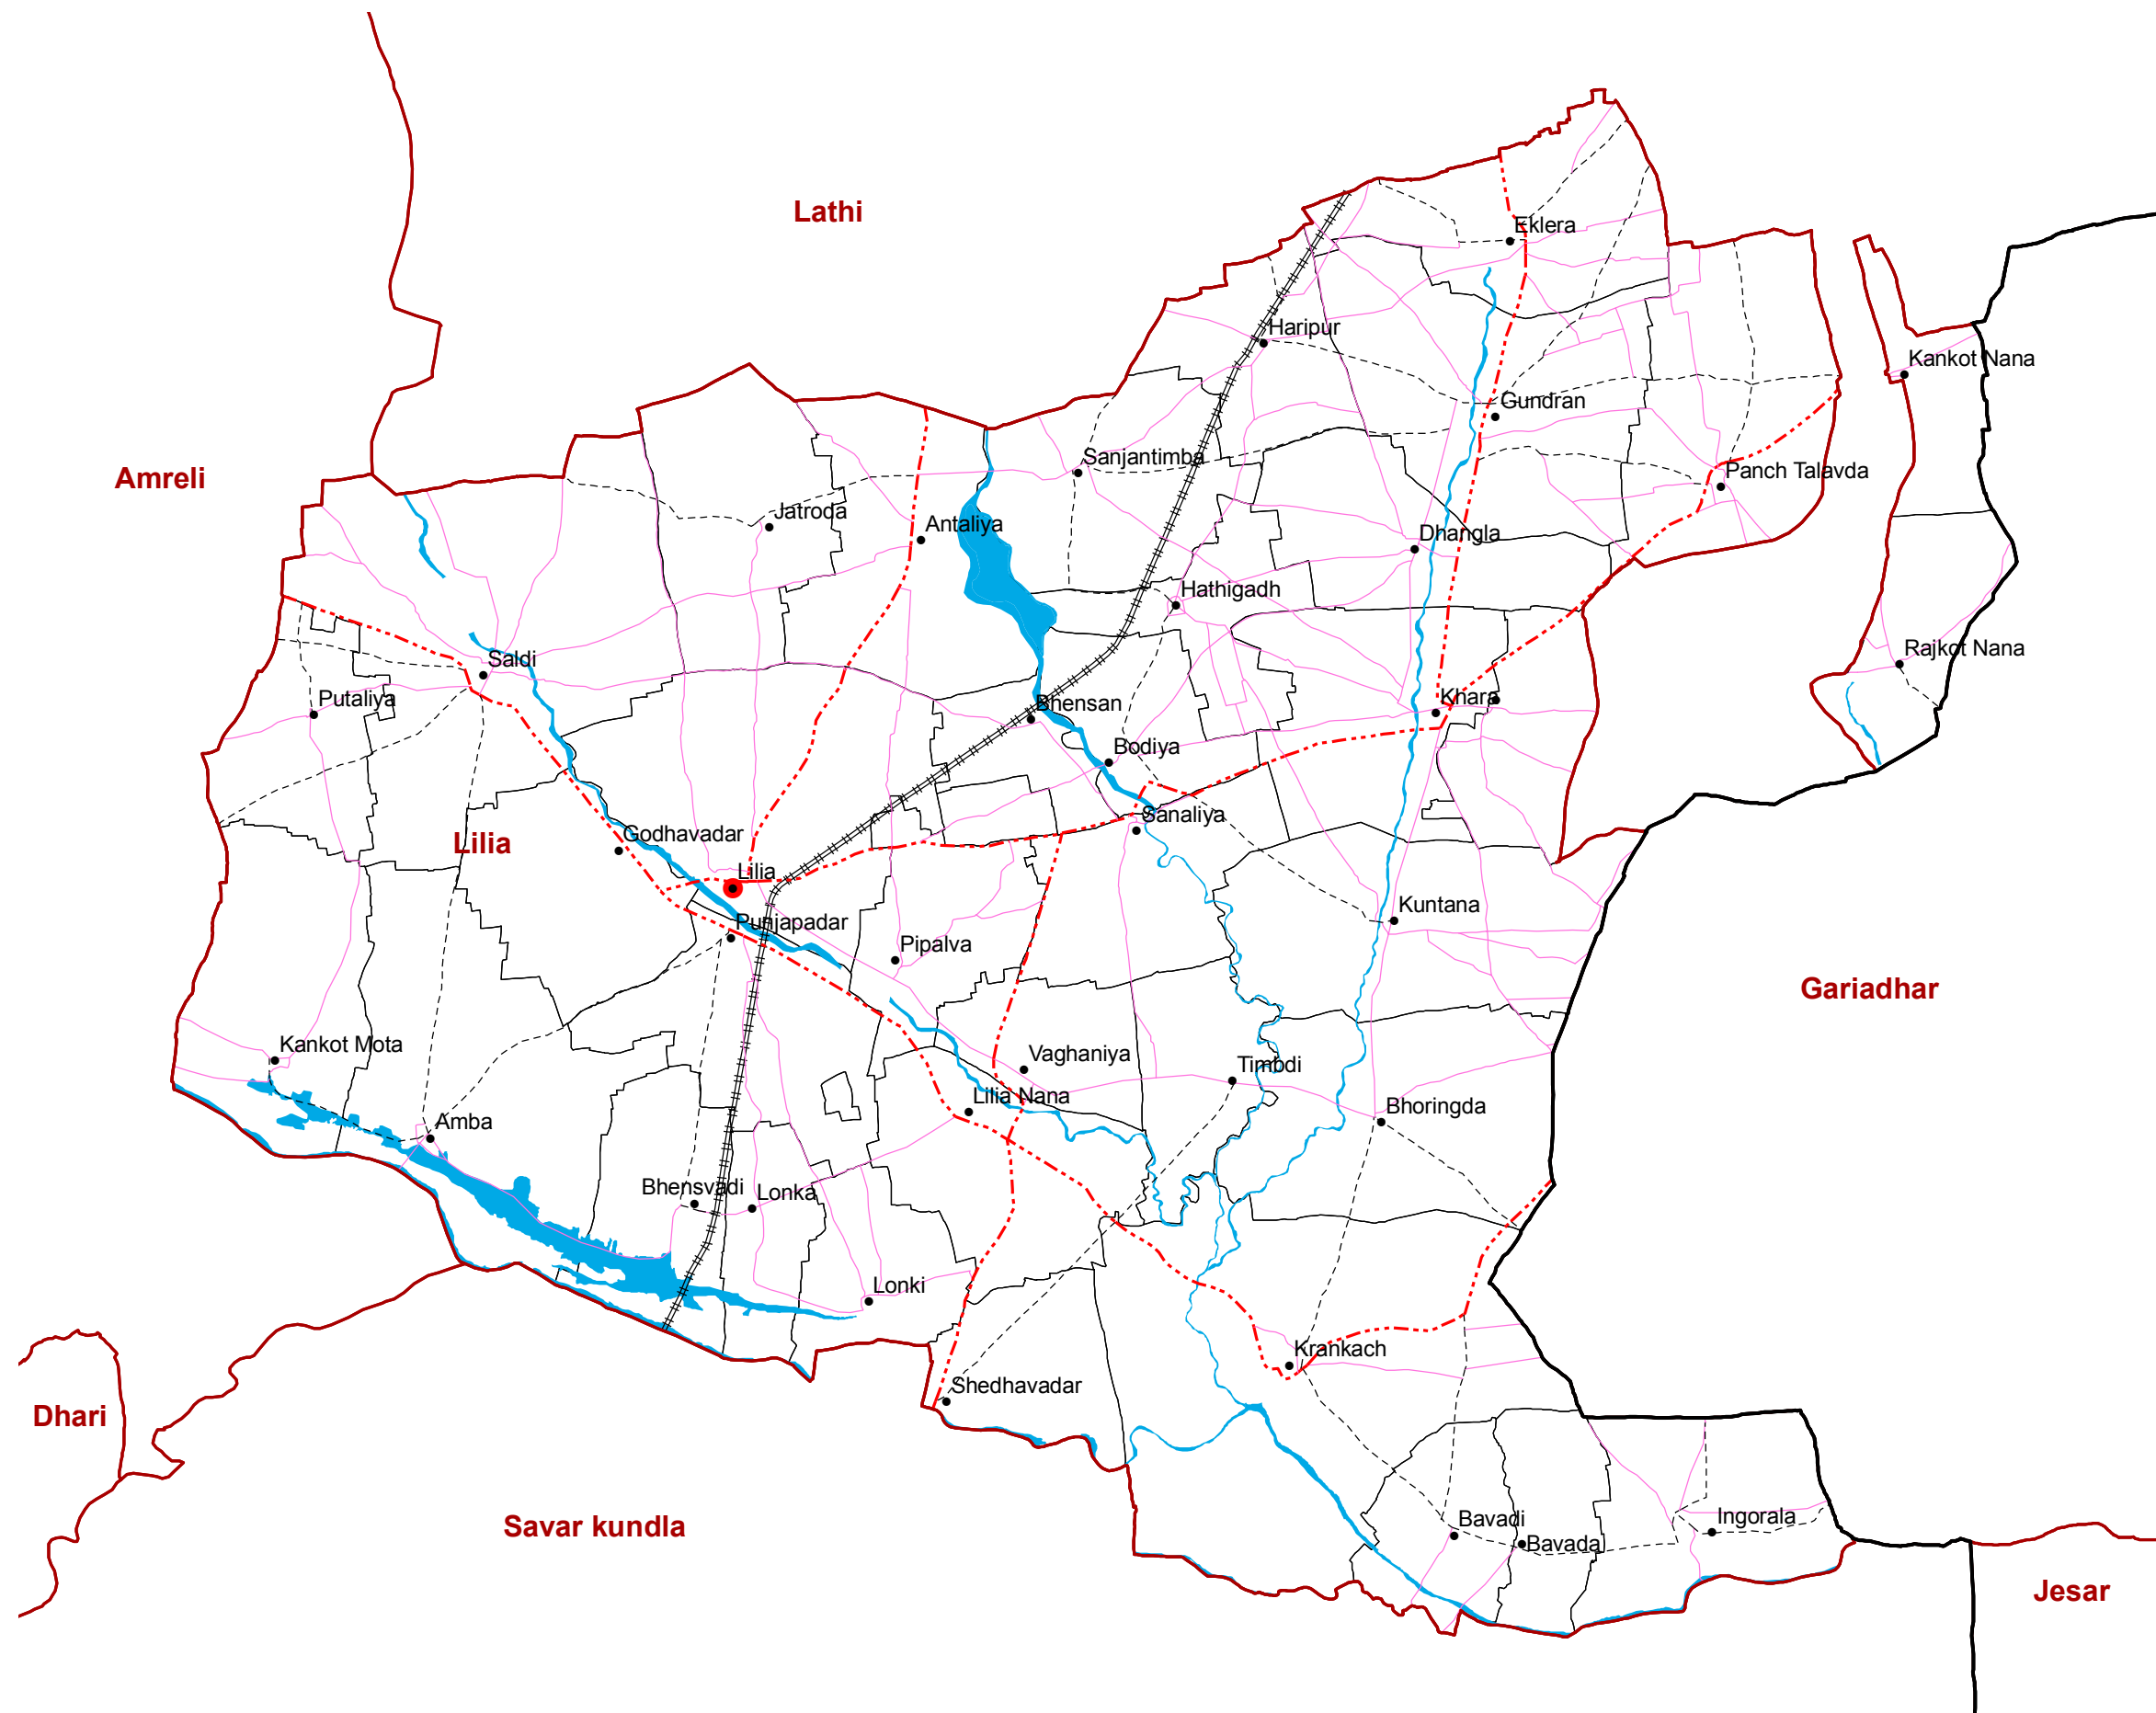 Lathi
Eklera
Haripur
Kankot Nana
Gundran
Sanjantimba
Panch Talavda
Amreli
Jatroda
Antaliya
Dhangla
Hathigadh
Rajkot Nana
Saldi
Putaliya
Khara
Bhensan
Bodiya
Sanaliya
Godhavadar
Lilia
Lilia
Kuntana
Punjapadar
Pipalva
Gariadhar
Kankot Mota
Vaghaniya
Timbdi
Lilia Nana
Bhoringda
Amba
Bhensvadi
Lonka
Lonki
Krankach
Shedhavadar
Dhari
Savar kundla
Bavadi
Ingorala
Bavada
Jesar